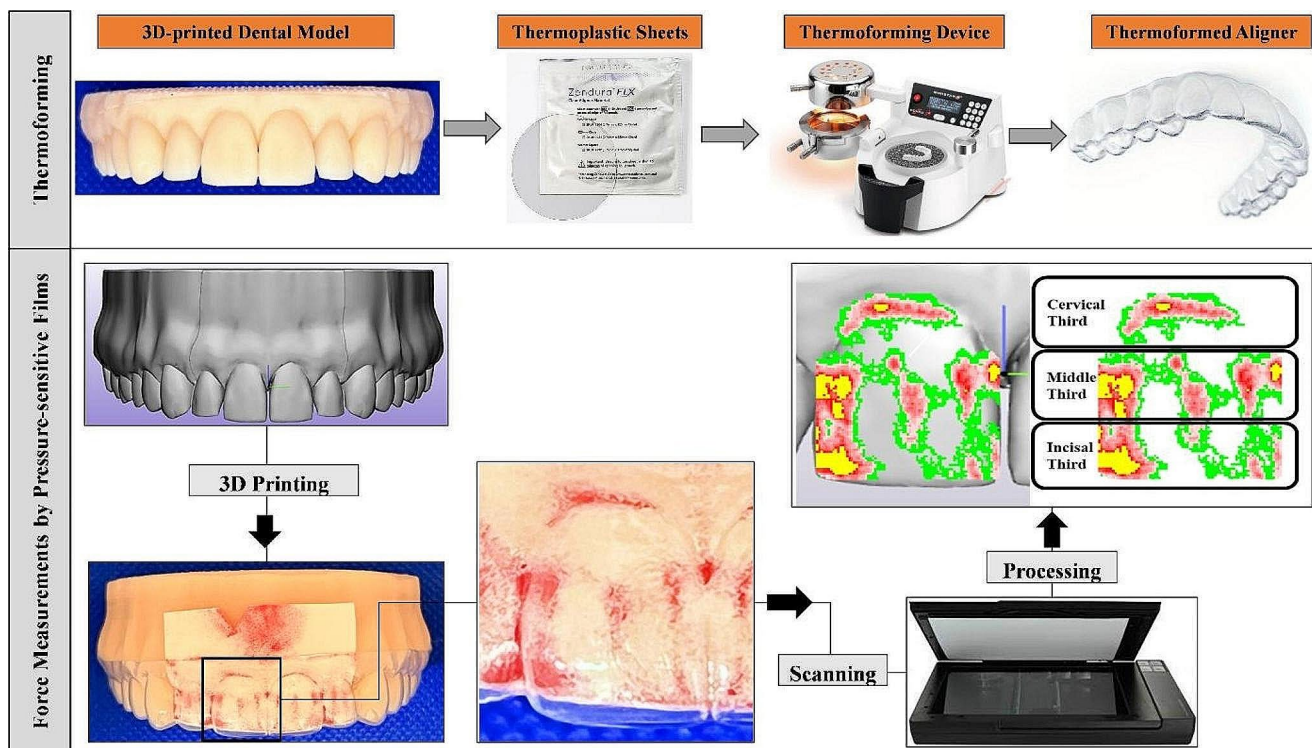 Thermoforming
3D-printed Dental Model
Thermoplastic Sheets
Thermoforming Device
Thermoformed Aligner
Zendura FLX
Force Measurements by Pressure-sensitive Films
3D Printing
Scanning
Processing
Cervical
Third
Middle
Third
Incisal
Third